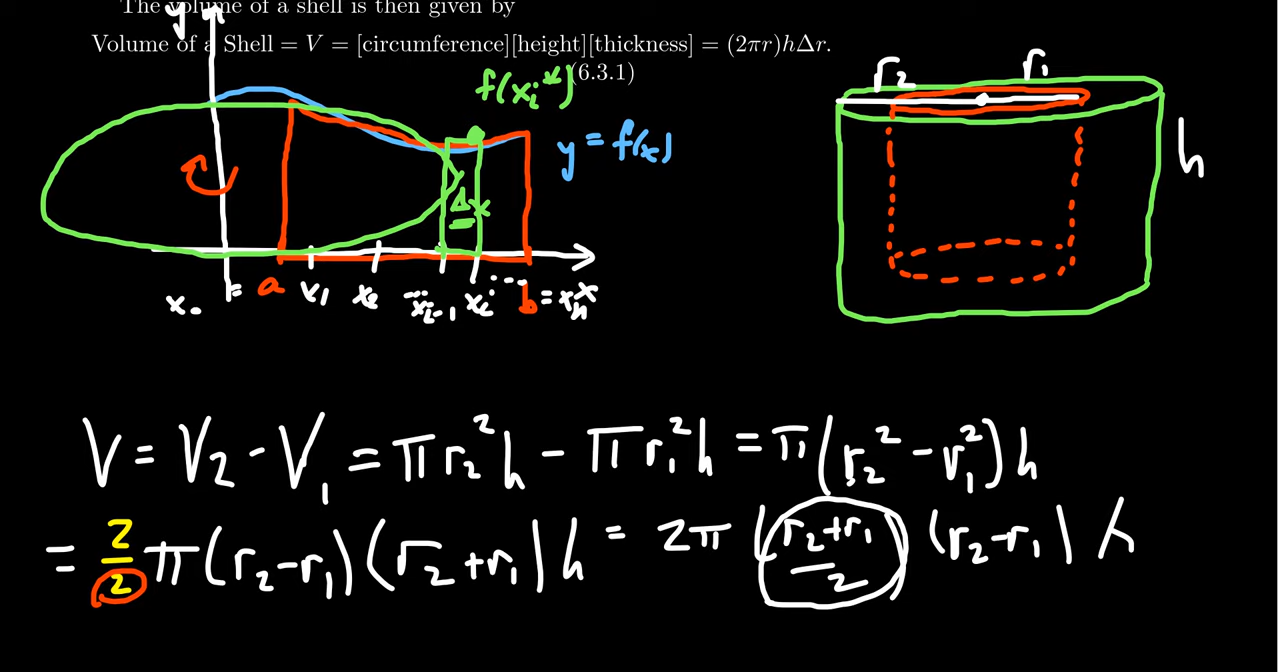 The volume of a shell is then given by
Volume of a Shell = V = [circumference][height][thickness] = (2πr)hΔr.
(6.3.1)
y
f(xᵢ*)
y = f(x)
Δx
x₀ = a x₁ x₂ ... xᵢ₋₁ xᵢ ... b = xₙ x
r₂ r₁
h
V = V₂ - V₁ = πr₂²h - πr₁²h = π(r₂² - r₁²)h
= 2/2 π(r₂-r₁)(r₂+r₁)h = 2π (r₂+r₁)/2 (r₂-r₁)h